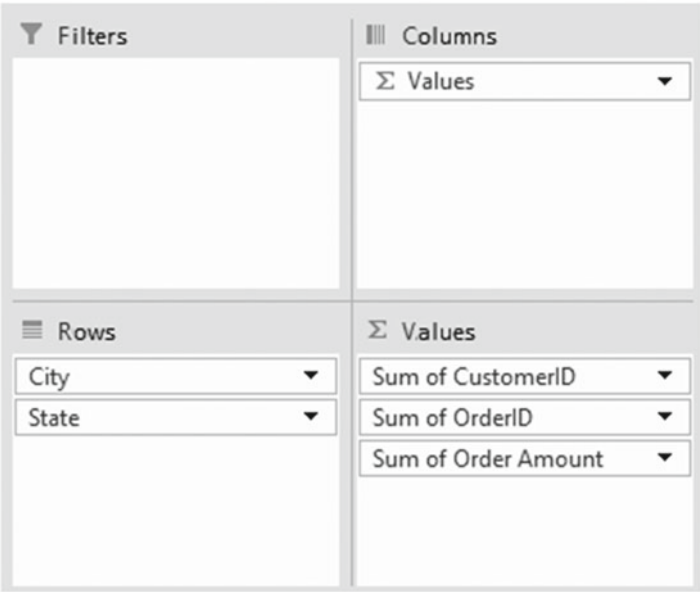 Filters
Columns
Σ Values
Rows
Σ Values
City
Sum of CustomerID
State
Sum of OrderID
Sum of Order Amount